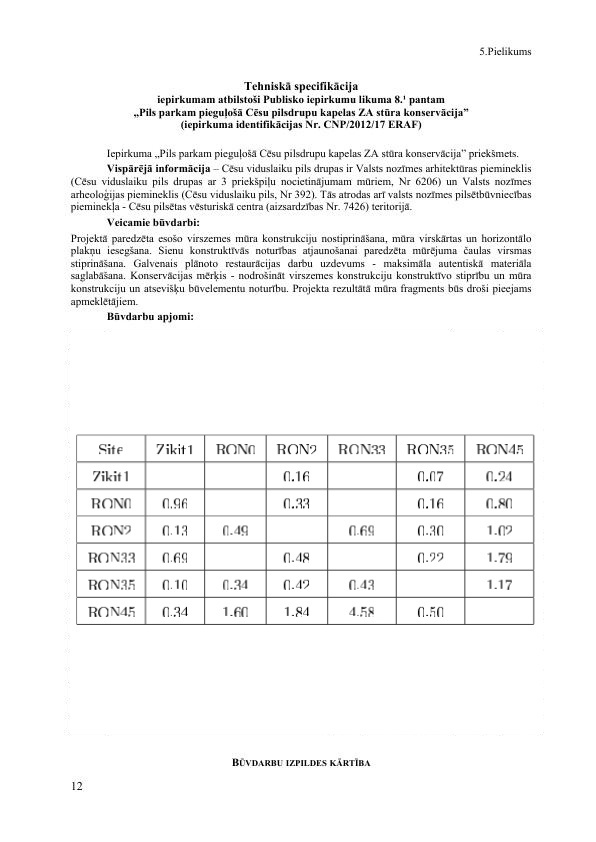 5.Pielikums
Tehniskā specifikācija
iepirkumam atbilstoši Publisko iepirkumu likuma 8.¹ pantam
„Pils parkam pieguļošā Cēsu pilsdrupu kapelas ZA stūra konservācija”
(iepirkuma identifikācijas Nr. CNP/2012/17 ERAF)
Iepirkuma „Pils parkam pieguļošā Cēsu pilsdrupu kapelas ZA stūra konservācija” priekšmets.
Vispārējā informācija – Cēsu viduslaiku pils drupas ir Valsts nozīmes arhitektūras piemineklis
(Cēsu viduslaiku pils drupas ar 3 priekšpiļu nocietinājumam mūriem, Nr 6206) un Valsts nozīmes
arheoloģijas piemineklis (Cēsu viduslaiku pils, Nr 392). Tās atrodas arī valsts nozīmes pilsētbūvniecības
pieminekļa - Cēsu pilsētas vēsturiskā centra (aizsardzības Nr. 7426) teritorijā.
Veicamie būvdarbi:
Projektā paredzēta esošo virszemes mūra konstrukciju nostiprināšana, mūra virskārtas un horizontālo
plakņu iesegšana. Sienu konstruktīvās noturības atjaunošanai paredzēta mūrējuma čaulas virsmas
stiprināšana. Galvenais plānoto restaurācijas darbu uzdevums - maksimāla autentiskā materiāla
saglabāšana. Konservācijas mērķis - nodrošināt virszemes konstrukciju konstruktīvo stiprību un mūra
konstrukciju un atsevišķu būvelementu noturību. Projekta rezultātā mūra fragments būs droši pieejams
apmeklētājiem.
Būvdarbu apjomi:
Site Zikit1 RON0 RON2 RON33 RON35 RON45
Zikit1 0.16 0.07 0.24
RON0 0.96 0.33 0.16 0.80
RON2 0.13 0.49 0.69 0.30 1.02
RON33 0.69 0.48 0.22 1.79
RON35 0.10 0.34 0.42 0.43 1.17
RON45 0.34 1.60 1.84 4.58 0.50
BŪVDARBU IZPILDES KĀRTĪBA
12